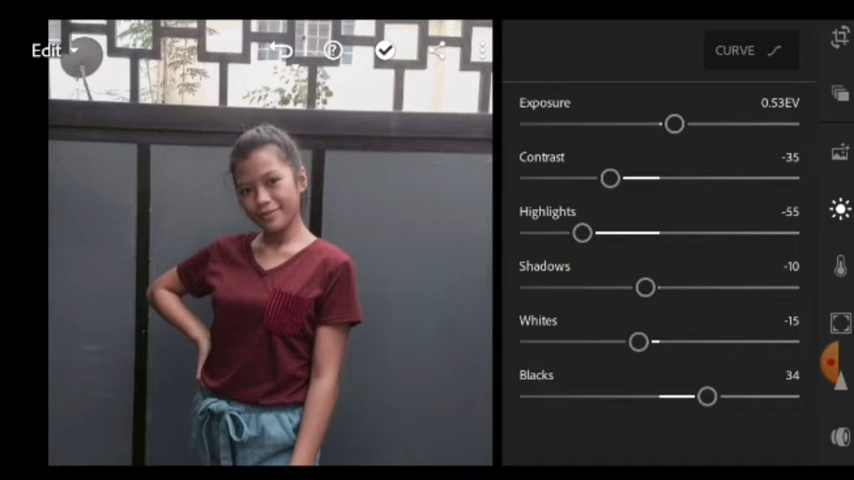 Edit
CURVE
Exposure 0.53EV
Contrast -35
Highlights -55
Shadows -10
Whites -15
Blacks 34